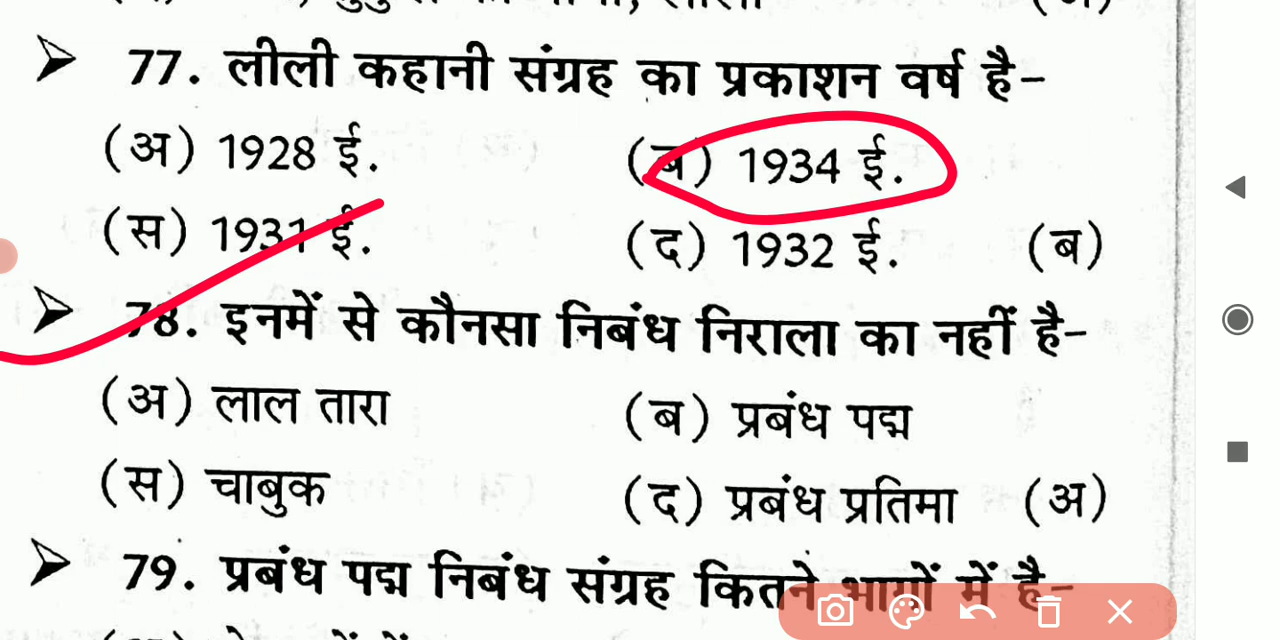 77. लीली कहानी संग्रह का प्रकाशन वर्ष है-
(अ) 1928 ई. (ब) 1934 ई.
(स) 1931 ई. (द) 1932 ई. (ब)
78. इनमें से कौनसा निबंध निराला का नहीं है-
(अ) लाल तारा (ब) प्रबंध पद्म
(स) चाबुक (द) प्रबंध प्रतिमा (अ)
79. प्रबंध पद्म निबंध संग्रह कितने भागों में है-